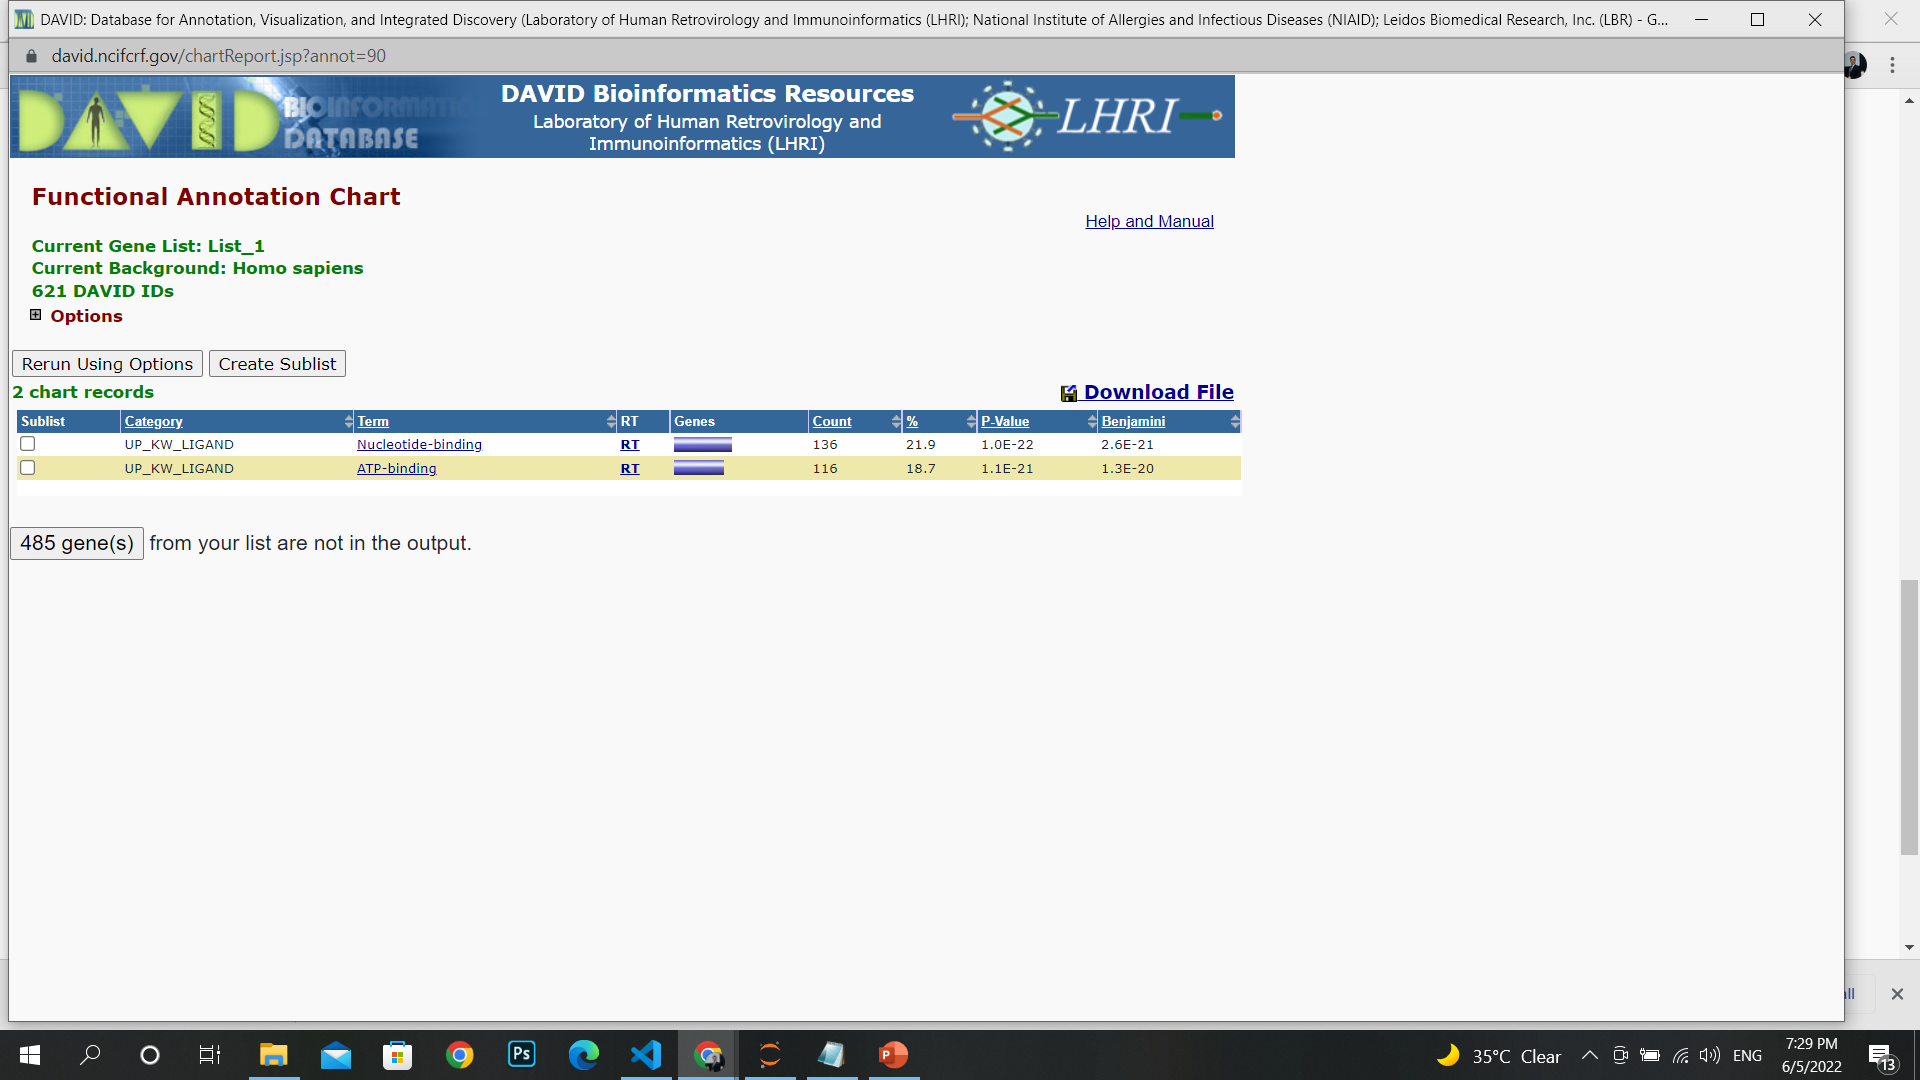 DAVID: Database for Annotation, Visualization, and Integrated Discovery (Laboratory of Human Retrovirology and Immunoinformatics (LHRI); National Institute of Allergies and Infectious Diseases (NIAID); Leidos Biomedical Research, Inc. (LBR) - G...
david.ncifcrf.gov/chartReport.jsp?annot=90
DAVID BIOINFORMATICS DATABASE
DAVID Bioinformatics Resources
Laboratory of Human Retrovirology and
Immunoinformatics (LHRI)
LHRI
Functional Annotation Chart
Help and Manual
Current Gene List: List_1
Current Background: Homo sapiens
621 DAVID IDs
Options
Rerun Using Options Create Sublist
2 chart records Download File
Sublist Category Term RT Genes Count % P-Value Benjamini
UP_KW_LIGAND Nucleotide-binding RT 136 21.9 1.0E-22 2.6E-21
UP_KW_LIGAND ATP-binding RT 116 18.7 1.1E-21 1.3E-20
485 gene(s) from your list are not in the output.
Ps
P
35°C Clear
ENG
7:29 PM
6/5/2022
13